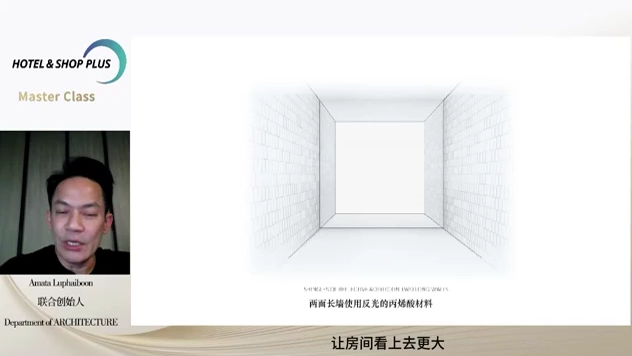 HOTEL & SHOP PLUS
Master Class
Amata Luphaiboon
联合创始人
Department of ARCHITECTURE
两面长墙使用反光的丙烯酸材料
让房间看上去更大